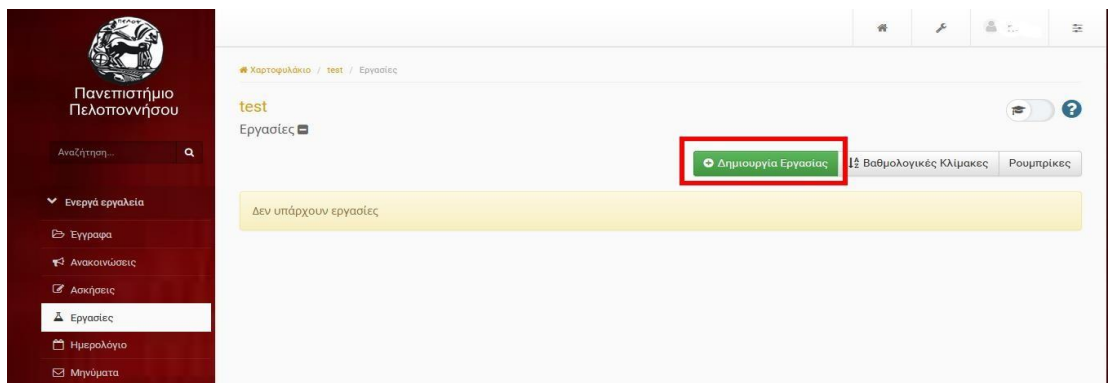 Πανεπιστήμιο
Πελοποννήσου
Αναζήτηση...
Ενεργά εργαλεία
Έγγραφα
Ανακοινώσεις
Ασκήσεις
Εργασίες
Ημερολόγιο
Μηνύματα
Χαρτοφυλάκιο / test / Εργασίες
test
Εργασίες
Δημιουργία Εργασίας Βαθμολογικές Κλίμακες Ρουμπρίκες
Δεν υπάρχουν εργασίες